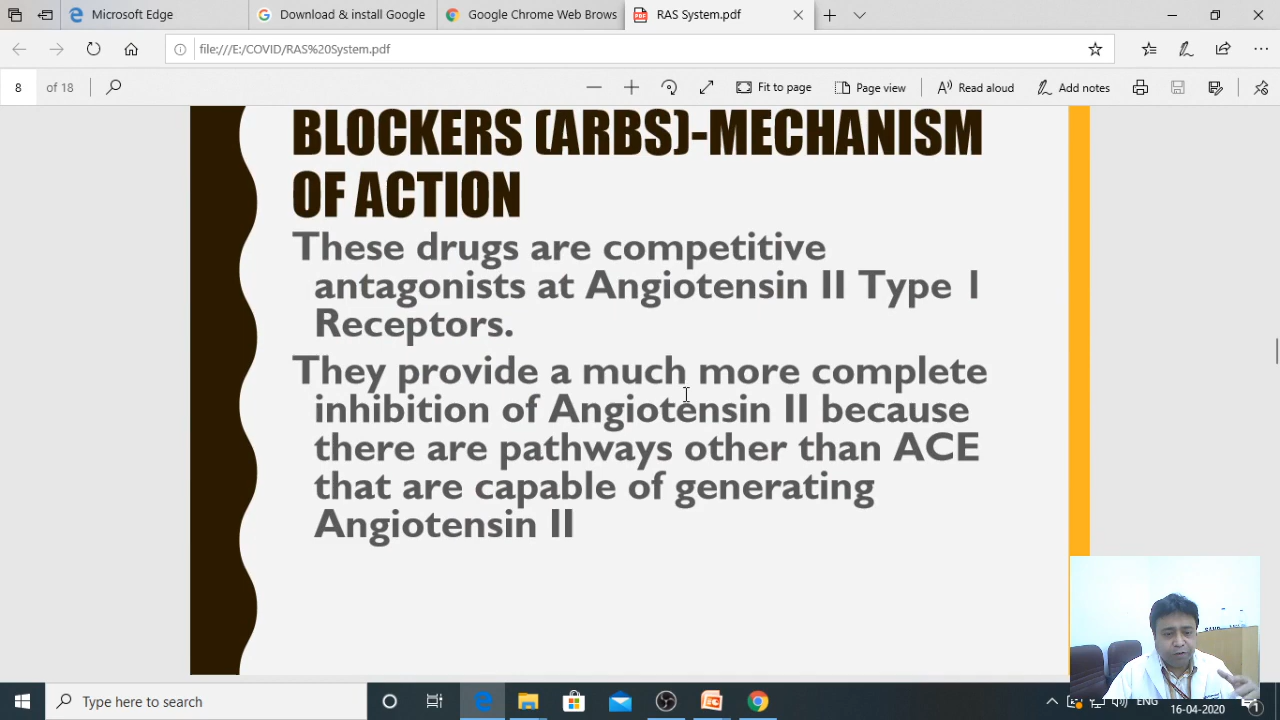 Microsoft Edge
Download & install Google
Google Chrome Web Brows
RAS System.pdf
file:///E:/COVID/RAS%20System.pdf
8 of 18
Fit to page
Page view
Read aloud
Add notes
BLOCKERS (ARBS)-MECHANISM
OF ACTION
These drugs are competitive
antagonists at Angiotensin II Type 1
Receptors.
They provide a much more complete
inhibition of Angiotensin II because
there are pathways other than ACE
that are capable of generating
Angiotensin II
Type here to search
ENG
16-04-2020